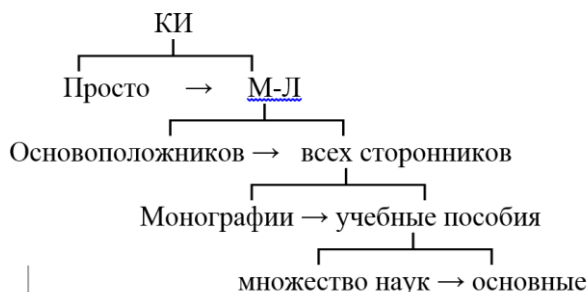 КИ
Просто → М-Л
Основоположников → всех сторонников
Монографии → учебные пособия
множество наук → основные